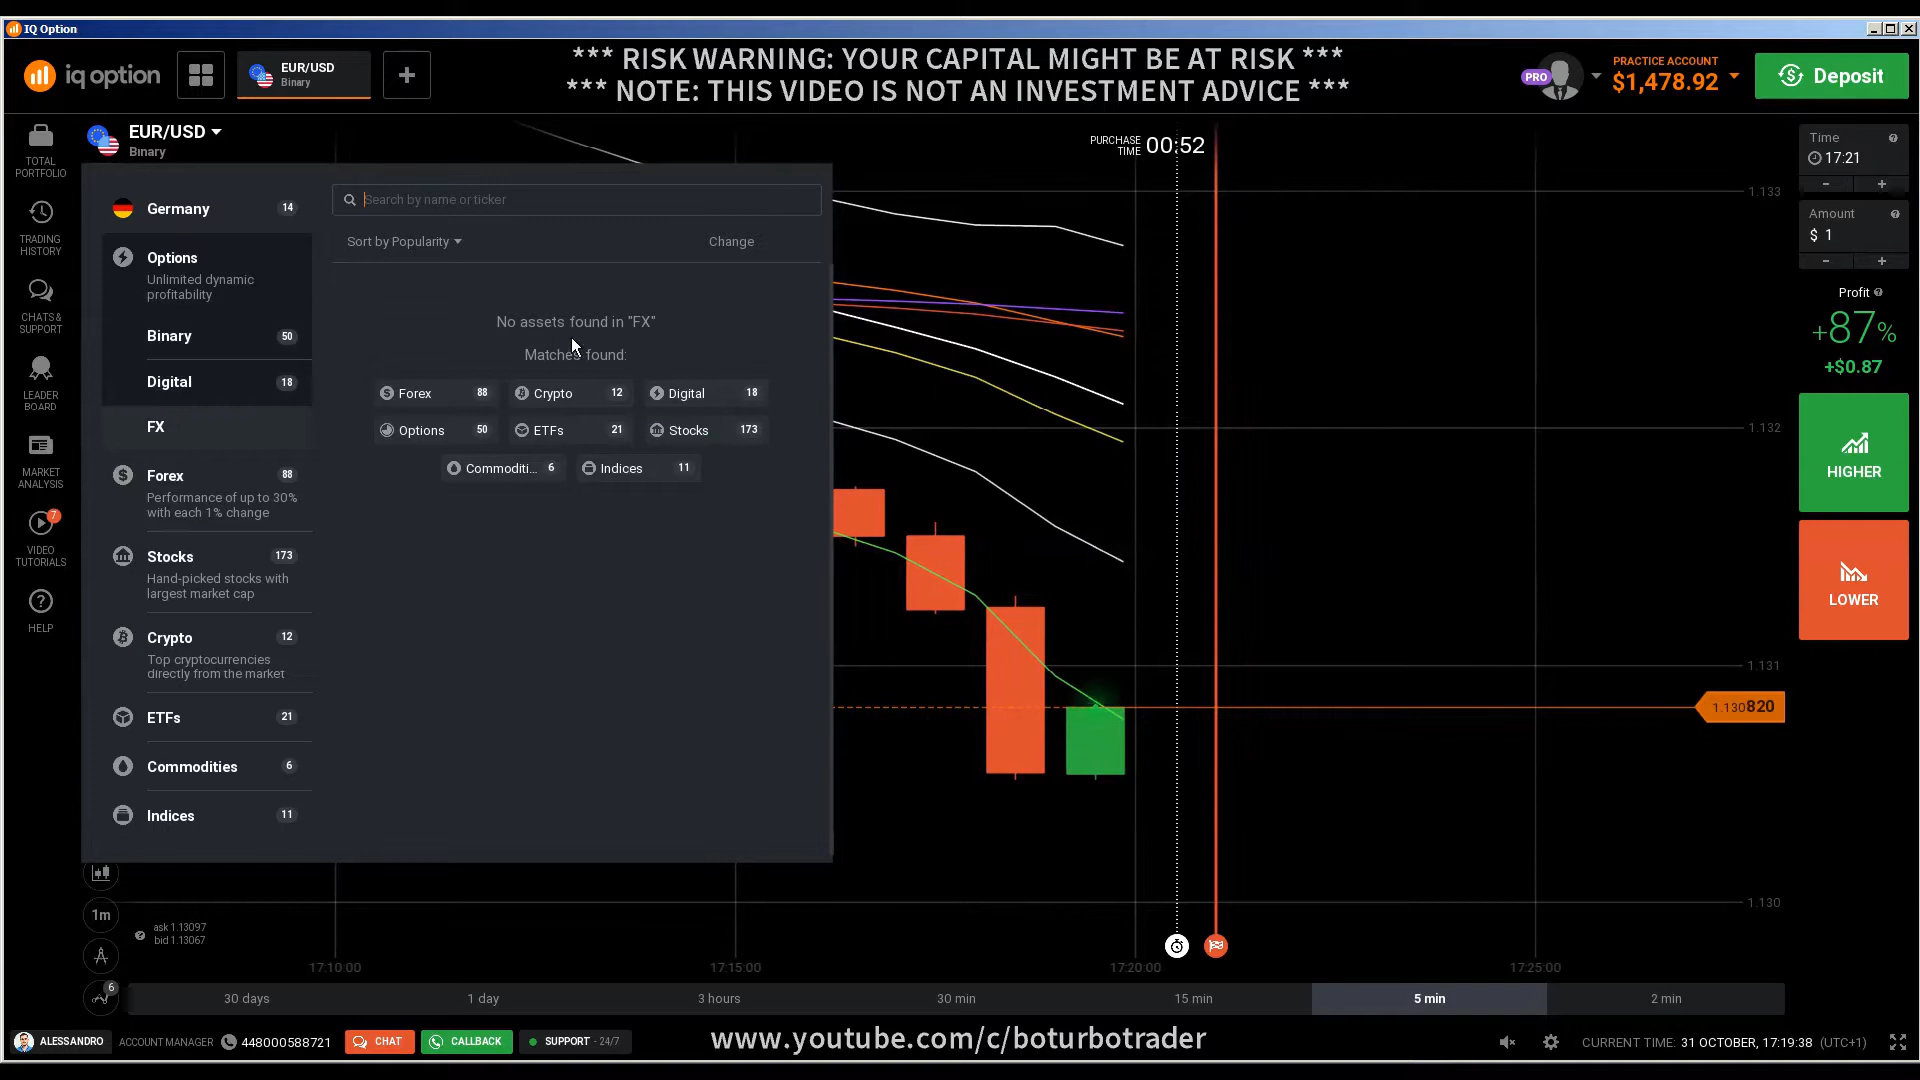 IQ Option
iq option
EUR/USD
Binary
*** RISK WARNING: YOUR CAPITAL MIGHT BE AT RISK ***
*** NOTE: THIS VIDEO IS NOT AN INVESTMENT ADVICE ***
PRO
PRACTICE ACCOUNT
$1,478.92
Deposit
TOTAL
PORTFOLIO
TRADING
HISTORY
CHATS &
SUPPORT
LEADER
BOARD
MARKET
ANALYSIS
7
VIDEO
TUTORIALS
HELP
EUR/USD
Binary
Germany 14
Options
Unlimited dynamic
profitability
Binary 50
Digital 18
FX
Forex 88
Performance of up to 30%
with each 1% change
Stocks 173
Hand-picked stocks with
largest market cap
Crypto 12
Top cryptocurrencies
directly from the market
ETFs 21
Commodities 6
Indices 11
Search by name or ticker
Sort by Popularity Change
No assets found in "FX"
Matches found:
Forex 88 Crypto 12 Digital 18
Options 50 ETFs 21 Stocks 173
Commoditi... 6 Indices 11
PURCHASE
TIME 00:52
1.133
1.132
1.131
1.130820
1.130
Time
17:21
- +
Amount
$ 1
- +
Profit
+87%
+$0.87
HIGHER
LOWER
1m
6
ask 1.13097
bid 1.13067
17:10:00 17:15:00 17:20:00 17:25:00
30 days 1 day 3 hours 30 min 15 min 5 min 2 min
ALESSANDRO ACCOUNT MANAGER 448000588721 CHAT CALLBACK SUPPORT - 24/7
www.youtube.com/c/boturbotrader
CURRENT TIME: 31 OCTOBER, 17:19:38 (UTC+1)